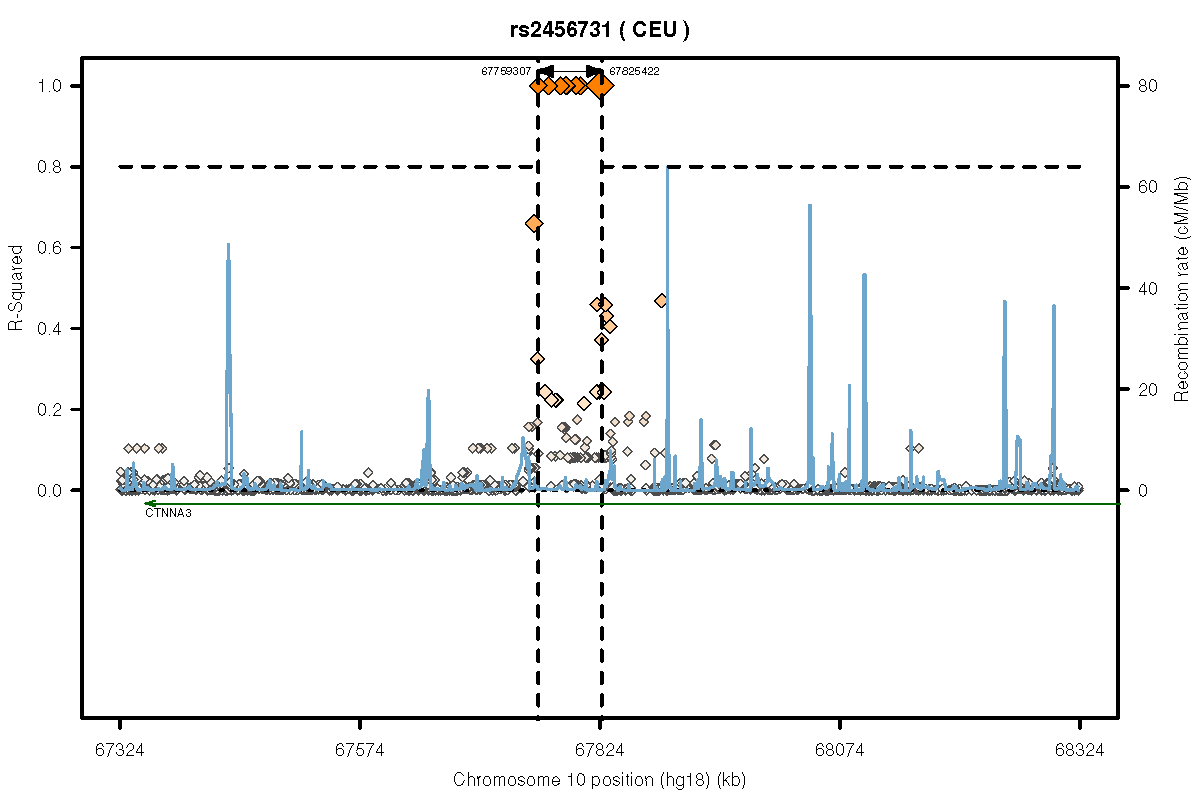 rs2456731 ( CEU )
67759307 67825422
1.0
0.8
0.6
0.4
0.2
0.0
R-Squared
80
60
40
20
0
Recombination rate (cM/Mb)
CTNNA3
67324 67574 67824 68074 68324
Chromosome 10 position (hg18) (kb)